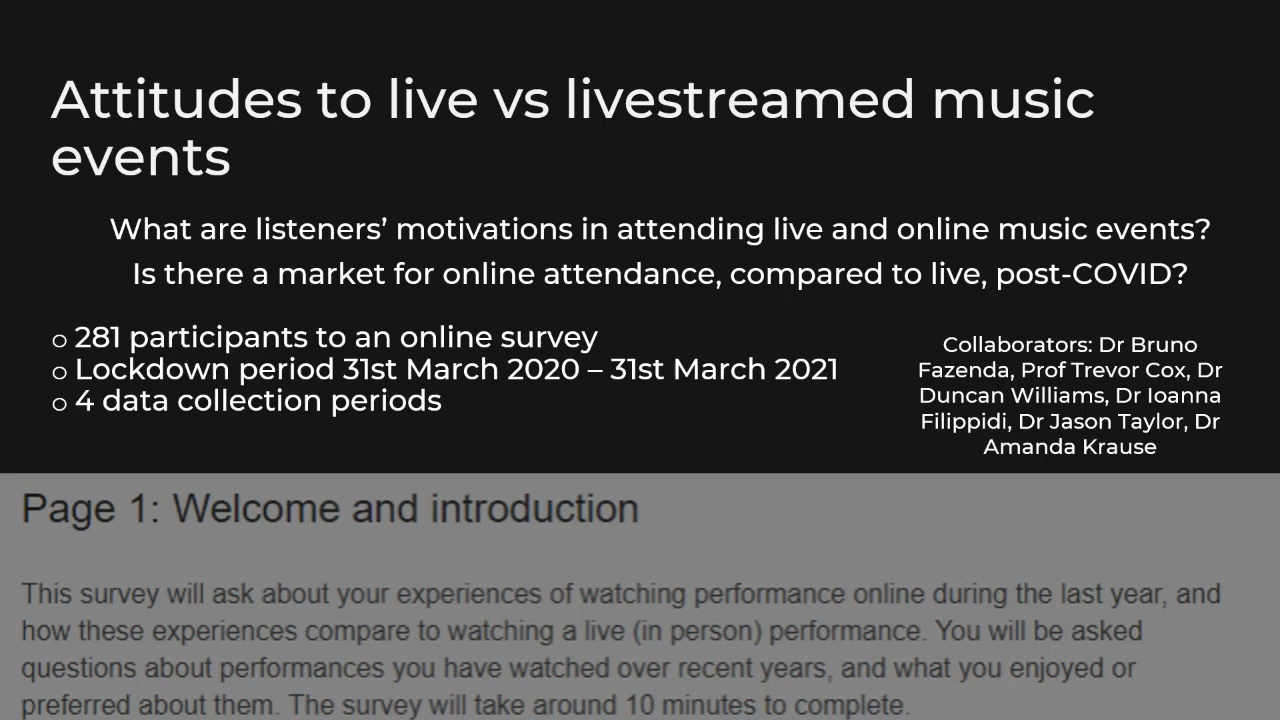 Attitudes to live vs livestreamed music
events
What are listeners’ motivations in attending live and online music events?
Is there a market for online attendance, compared to live, post-COVID?
o 281 participants to an online survey
o Lockdown period 31st March 2020 – 31st March 2021
o 4 data collection periods
Collaborators: Dr Bruno
Fazenda, Prof Trevor Cox, Dr
Duncan Williams, Dr Ioanna
Filippidi, Dr Jason Taylor, Dr
Amanda Krause
Page 1: Welcome and introduction
This survey will ask about your experiences of watching performance online during the last year, and
how these experiences compare to watching a live (in person) performance. You will be asked
questions about performances you have watched over recent years, and what you enjoyed or
preferred about them. The survey will take around 10 minutes to complete.